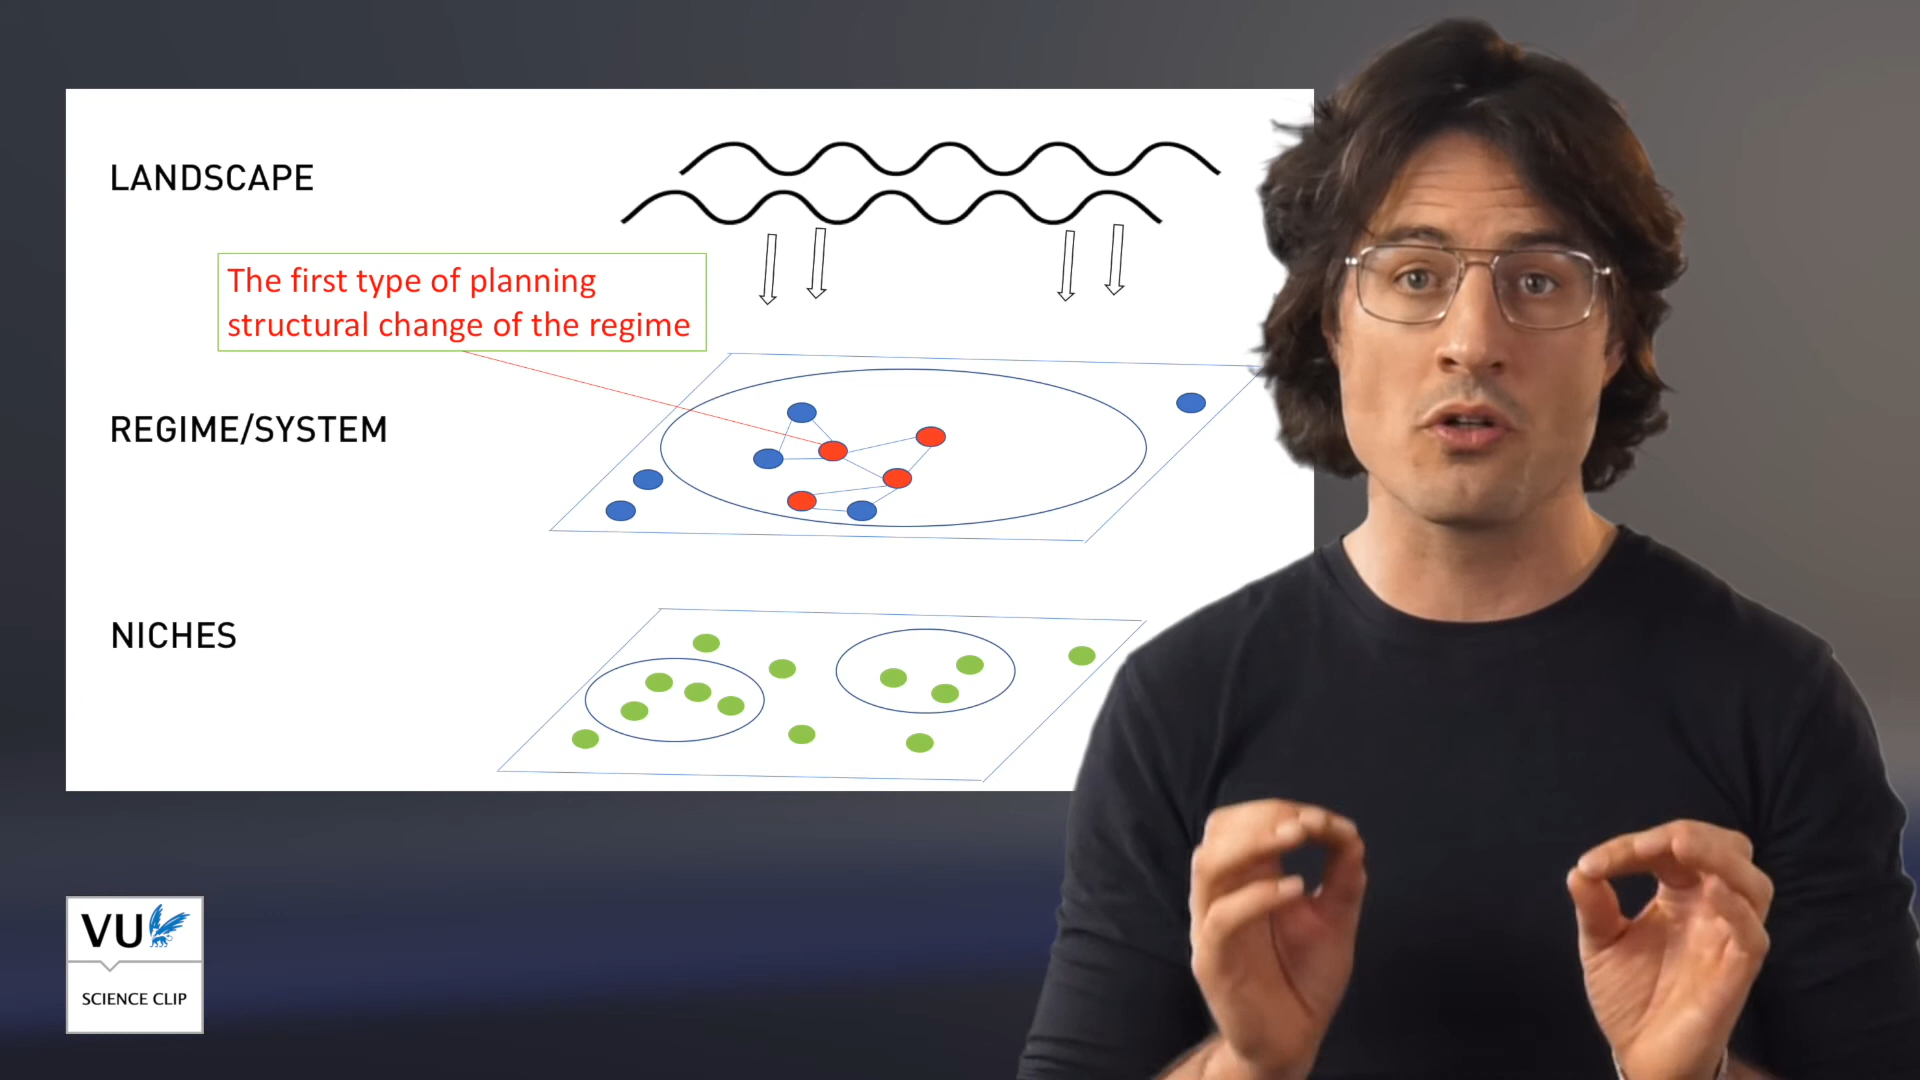 LANDSCAPE
The first type of planning
structural change of the regime
REGIME/SYSTEM
NICHES
VU
SCIENCE CLIP